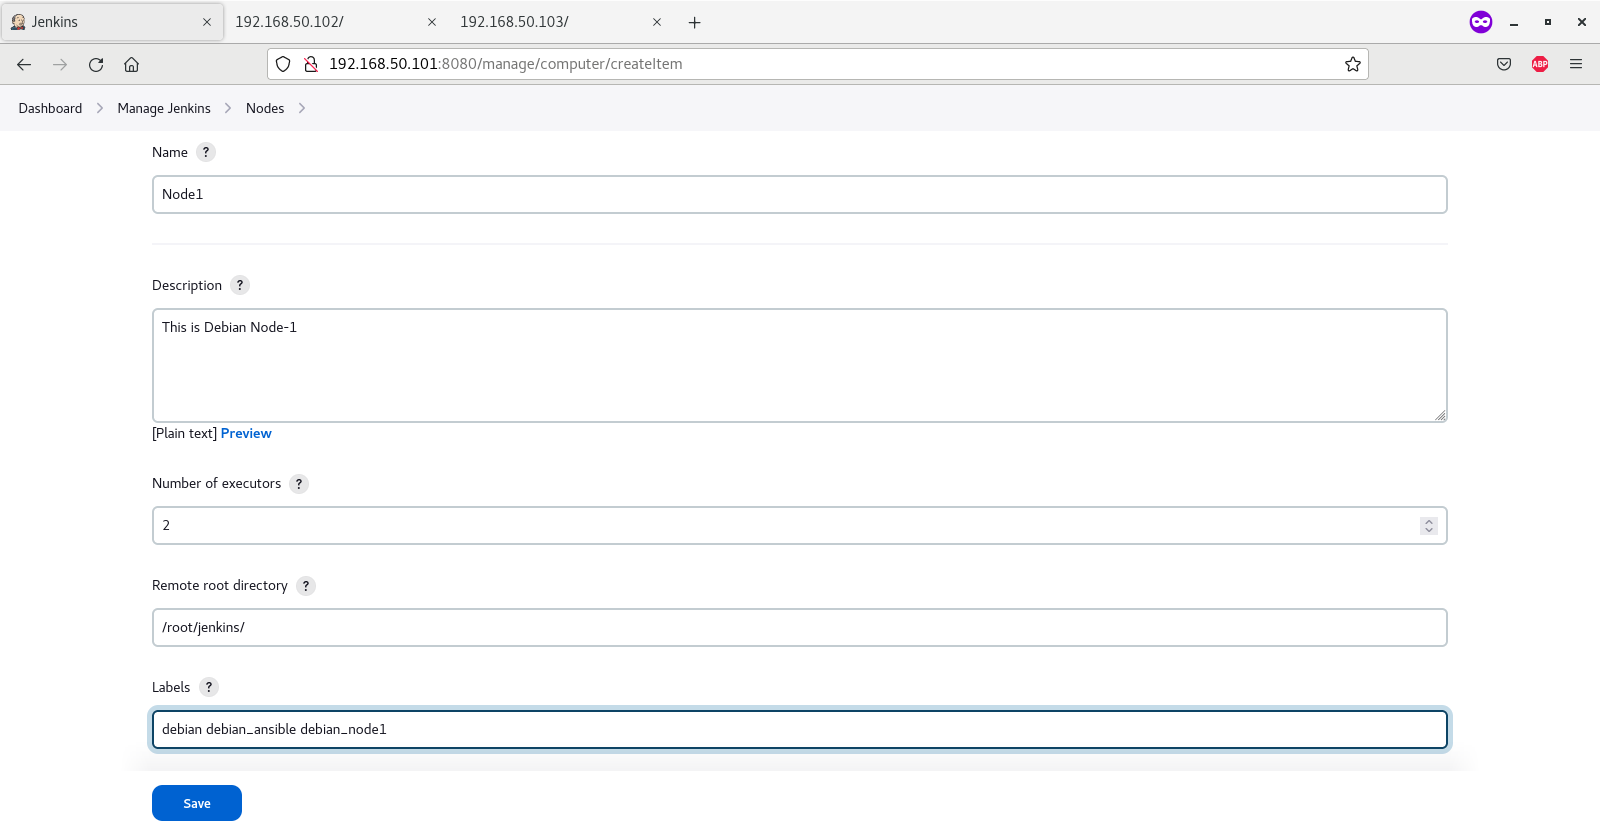 Jenkins
192.168.50.102/
192.168.50.103/
192.168.50.101:8080/manage/computer/createItem
ABP
Dashboard
Manage Jenkins
Nodes
Name ?
Node1
Description ?
This is Debian Node-1
[Plain text] Preview
Number of executors ?
2
Remote root directory ?
/root/jenkins/
Labels ?
debian debian_ansible debian_node1
Save